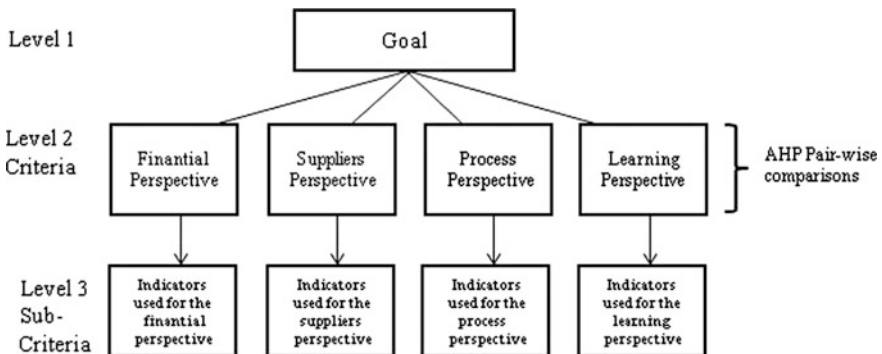 Level 1
Goal
Level 2
Criteria
Finantial
Perspective
Suppliers
Perspective
Process
Perspective
Learning
Perspective
AHP Pair-wise
comparisons
Level 3
Sub-
Criteria
Indicators
used for the
finantial
perspective
Indicators
used for the
suppliers
perspective
Indicators
used for the
process
perspective
Indicators
used for the
learning
perspective